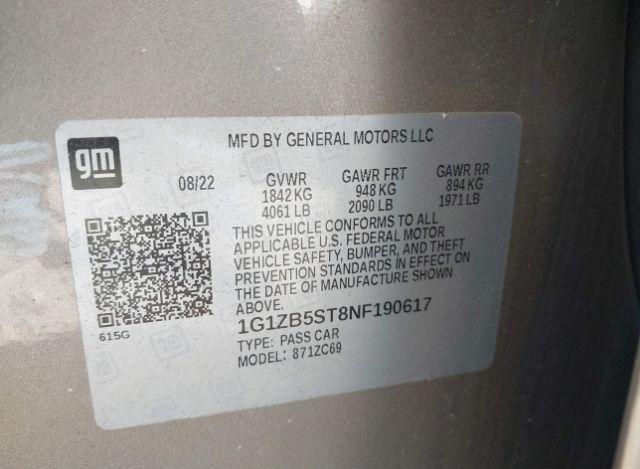 gm
MFD BY GENERAL MOTORS LLC
08/22
GVWR GAWR FRT GAWR RR
1842 KG 948 KG 894 KG
4061 LB 2090 LB 1971 LB
THIS VEHICLE CONFORMS TO ALL
APPLICABLE U.S. FEDERAL MOTOR
VEHICLE SAFETY, BUMPER, AND THEFT
PREVENTION STANDARDS IN EFFECT ON
THE DATE OF MANUFACTURE SHOWN
ABOVE.
615G
1G1ZB5ST8NF190617
TYPE: PASS CAR
MODEL: 871ZC69